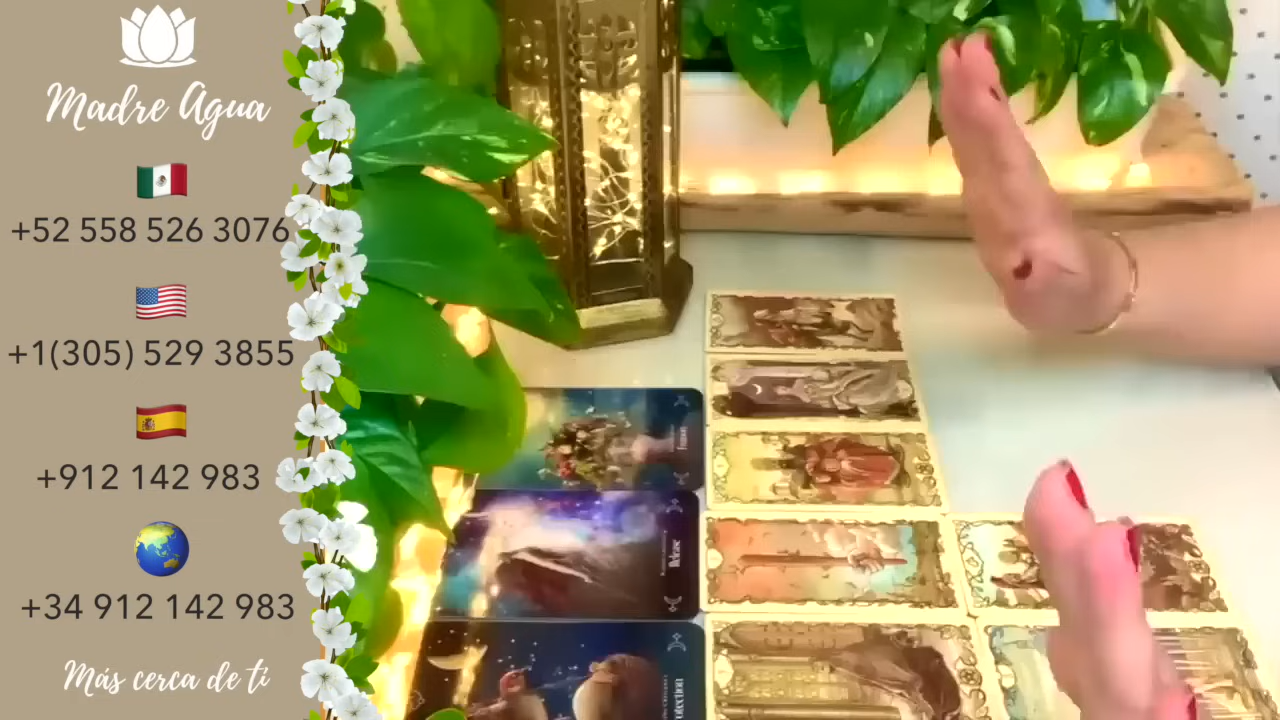 Madre Agua
+52 558 526 3076
+1(305) 529 3855
+912 142 983
+34 912 142 983
Más cerca de ti
Release